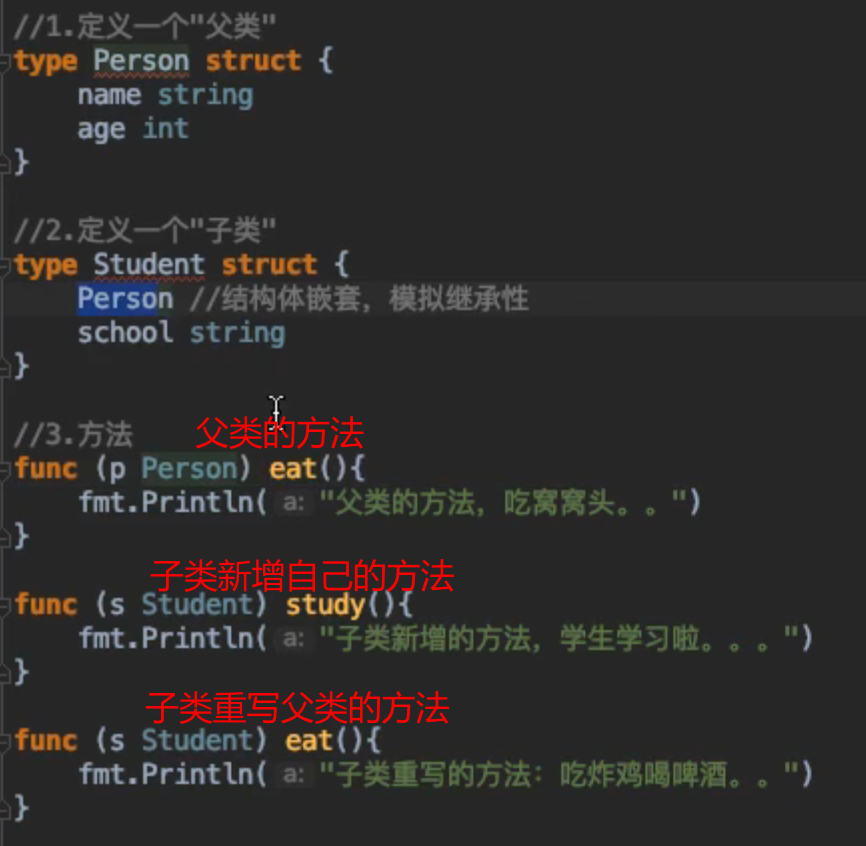 //1.定义一个"父类"
type Person struct {
name string
age int
}
//2.定义一个"子类"
type Student struct {
Person //结构体嵌套，模拟继承性
school string
}
//3.方法 父类的方法
func (p Person) eat(){
fmt.Println( a: "父类的方法，吃窝窝头。。")
}
子类新增自己的方法
func (s Student) study(){
fmt.Println( a: "子类新增的方法，学生学习啦。。。")
}
子类重写父类的方法
func (s Student) eat(){
fmt.Println( a: "子类重写的方法：吃炸鸡喝啤酒。。")
}